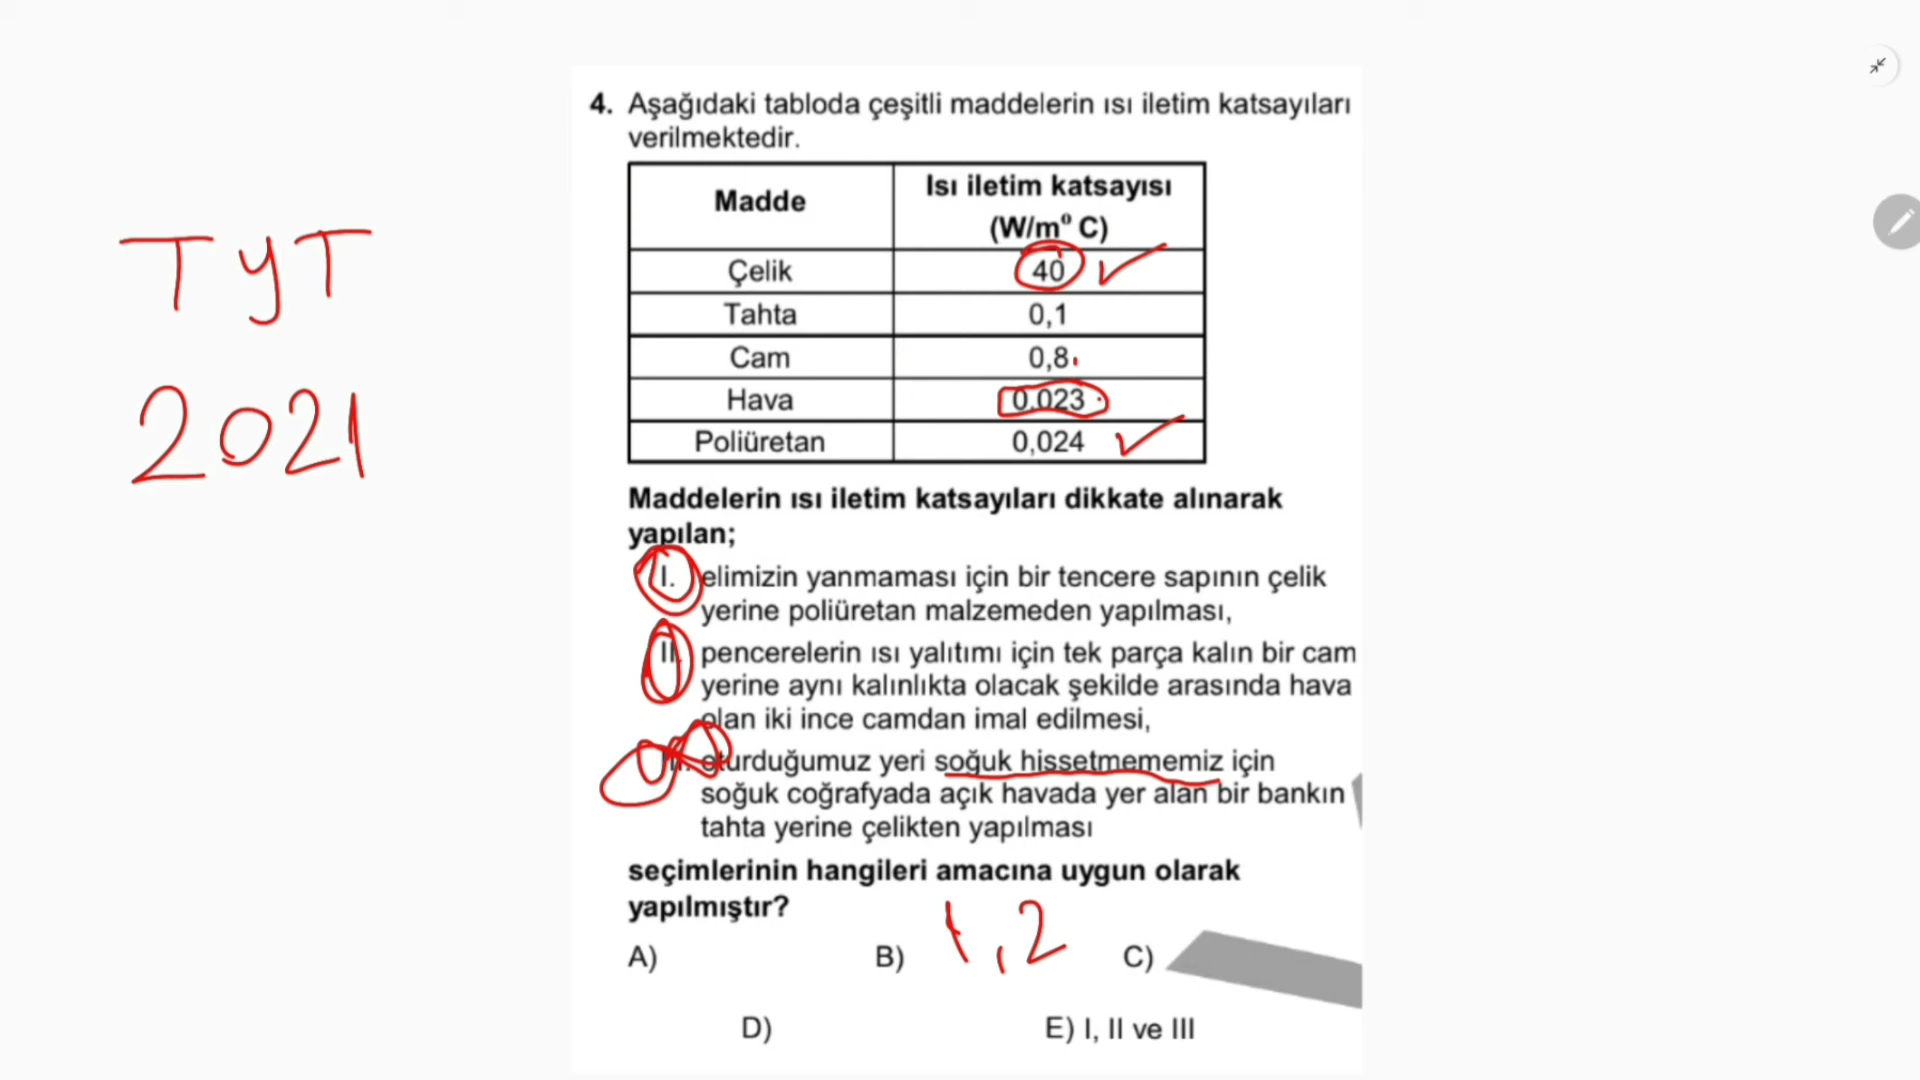 TYT
2021
4. Aşağıdaki tabloda çeşitli maddelerin ısı iletim katsayıları
verilmektedir.
Madde
Isı iletim katsayısı
(W/m⁰ C)
Çelik 40
Tahta 0,1
Cam 0,8
Hava 0,023
Poliüretan 0,024
Maddelerin ısı iletim katsayıları dikkate alınarak
yapılan;
I. elimizin yanmaması için bir tencere sapının çelik
yerine poliüretan malzemeden yapılması,
II. pencerelerin ısı yalıtımı için tek parça kalın bir cam
yerine aynı kalınlıkta olacak şekilde arasında hava
olan iki ince camdan imal edilmesi,
III. oturduğumuz yeri soğuk hissetmememiz için
soğuk coğrafyada açık havada yer alan bir bankın
tahta yerine çelikten yapılması
seçimlerinin hangileri amacına uygun olarak
yapılmıştır?
1,2
A) B) C)
D) E) I, II ve III